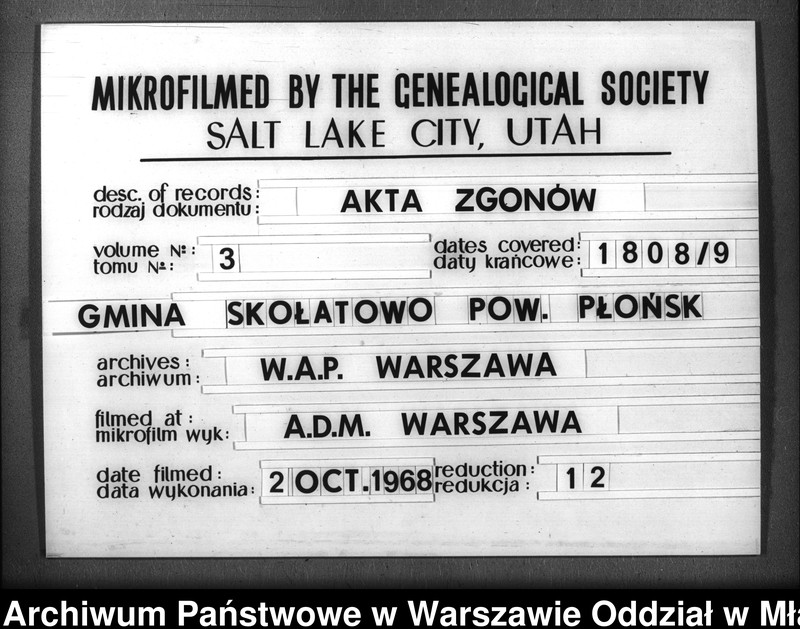 MIKROFILMED BY THE GENEALOGICAL SOCIETY
SALT LAKE CITY, UTAH
desc. of records:
rodzaj dokumentu:
AKTA ZGONÓW
volume №:
tomu №:
3
dates covered:
daty krańcowe:
1808/9
GMINA SKOŁATOWO POW. PŁOŃSK
archives:
archiwum:
W.A.P. WARSZAWA
filmed at:
mikrofilm wyk:
A.D.M. WARSZAWA
date filmed:
data wykonania:
2 OCT. 1968
reduction:
redukcja:
12
Archiwum Państwowe w Warszawie Oddział w Mła